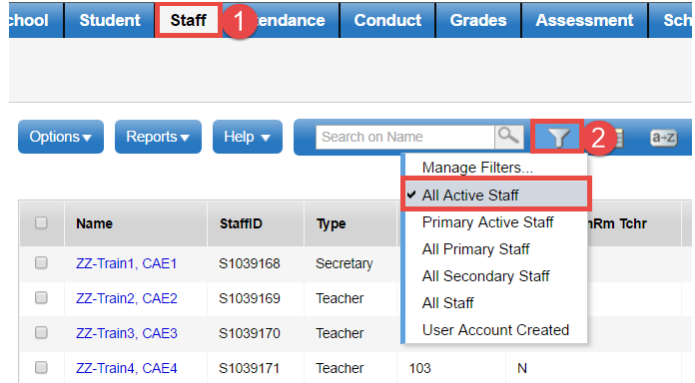 chool Student Staff 1 tendance Conduct Grades Assessment Sch
Options Reports Help Search on Name 2 a-z
Manage Filters...
All Active Staff
Primary Active Staff
All Primary Staff
All Secondary Staff
All Staff
User Account Created
Name StaffID Type mRm Tchr
ZZ-Train1, CAE1 S1039168 Secretary
ZZ-Train2, CAE2 S1039169 Teacher
ZZ-Train3, CAE3 S1039170 Teacher
ZZ-Train4, CAE4 S1039171 Teacher 103 N